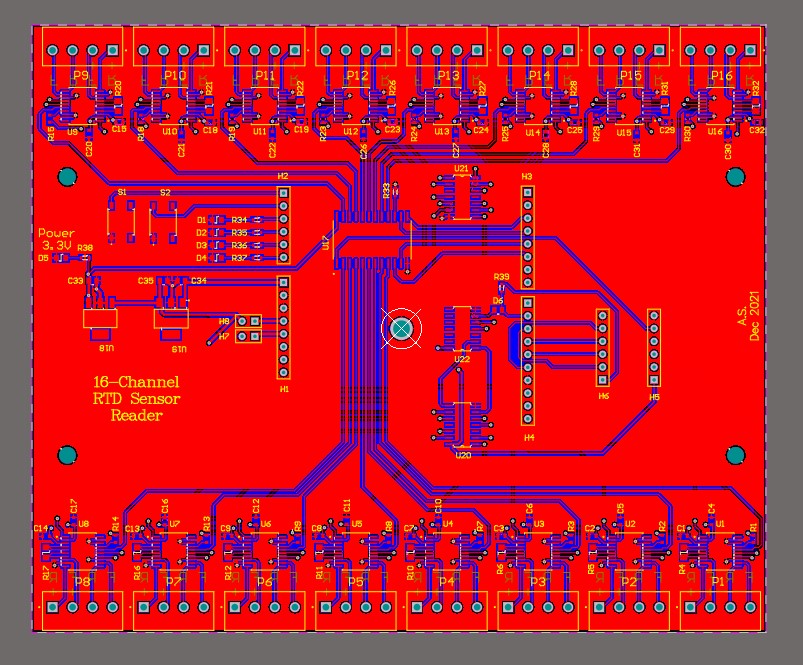 P9 P10 P11 P12 P13 P14 P15 P16
R20 R21 R22 R26 R27 R28 R31 R32
R18 R19 R23 R24 R25 R29 R30
U9 U10 U11 U12 U13 U14 U15 U16
C18 C19 C23 C24 C29 C32
C20 C21 C22 C26 C27 C28 C31 C30
U21
S1 S2 H2 R33 H3
D1 R34
D2 R35
D3 R36
D4 R37
U17
Power
3.3V
D5 R38
C33 C35 C34
R39
D6
U18 U19
H8
H7
A.S.
Dec 2021
U22
16-Channel
RTD Sensor
Reader
H1 H6 H5
H4
U20
C17 C16 C12 C11 C10 C6 C5 C4
C14 U8 R14 C13 U7 R13 C9 U6 R9 C8 U5 R8 C7 U4 R7 C3 U3 R3 C2 U2 R2 C1 U1 R1
R17 R16 R12 R11 R10 R6 R5 R4
P8 P7 P6 P5 P4 P3 P2 P1